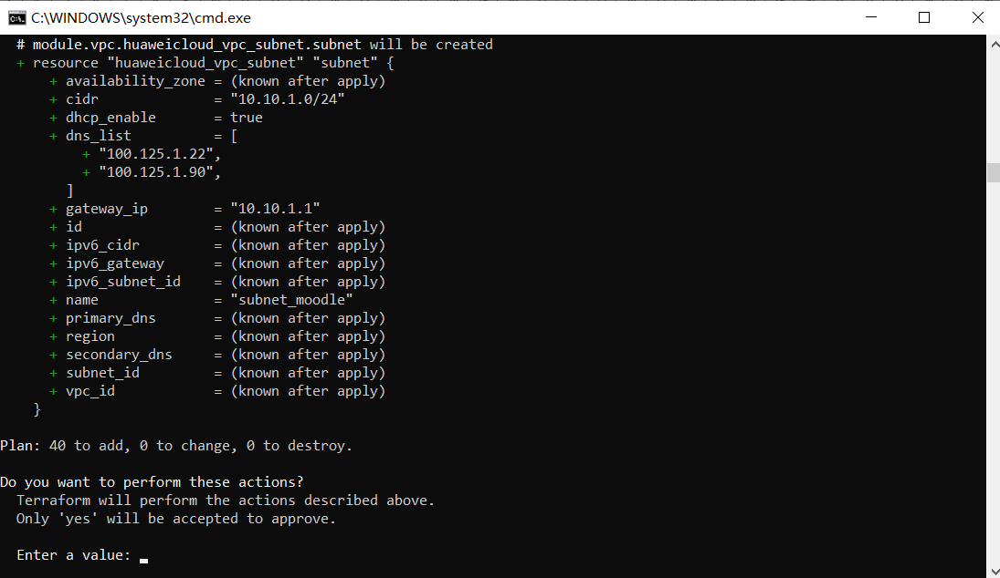 C:\WINDOWS\system32\cmd.exe
# module.vpc.huaweicloud_vpc_subnet.subnet will be created
+ resource "huaweicloud_vpc_subnet" "subnet" {
+ availability_zone = (known after apply)
+ cidr = "10.10.1.0/24"
+ dhcp_enable = true
+ dns_list = [
+ "100.125.1.22",
+ "100.125.1.90",
]
+ gateway_ip = "10.10.1.1"
+ id = (known after apply)
+ ipv6_cidr = (known after apply)
+ ipv6_gateway = (known after apply)
+ ipv6_subnet_id = (known after apply)
+ name = "subnet_moodle"
+ primary_dns = (known after apply)
+ region = (known after apply)
+ secondary_dns = (known after apply)
+ subnet_id = (known after apply)
+ vpc_id = (known after apply)
}
Plan: 40 to add, 0 to change, 0 to destroy.
Do you want to perform these actions?
Terraform will perform the actions described above.
Only 'yes' will be accepted to approve.
Enter a value: